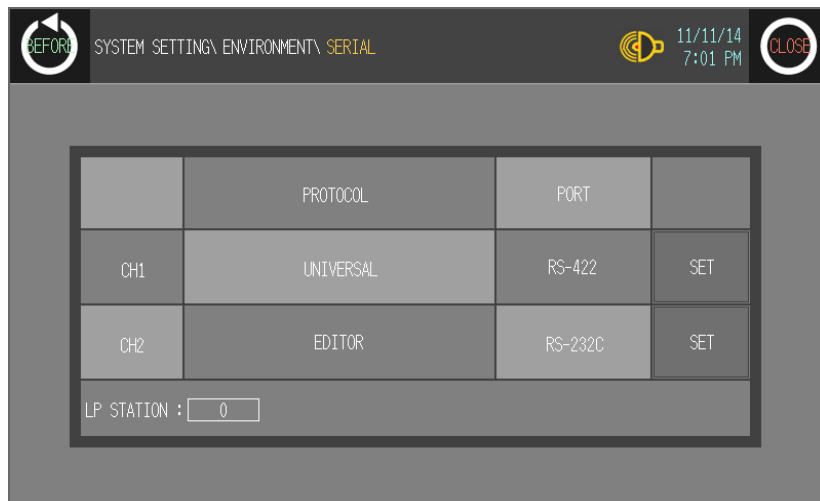 BEFORE
SYSTEM SETTING\ ENVIRONMENT\ SERIAL
11/11/14
7:01 PM
CLOSE
PROTOCOL PORT
CH1 UNIVERSAL RS-422 SET
CH2 EDITOR RS-232C SET
LP STATION : 0